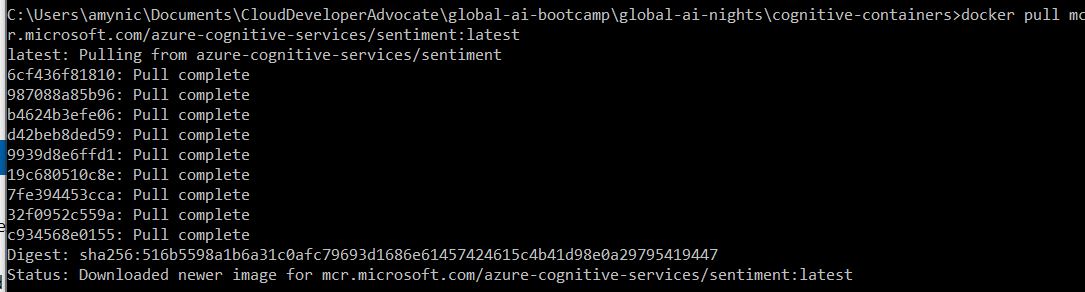 C:\Users\amynic\Documents\CloudDeveloperAdvocate\global-ai-bootcamp\global-ai-nights\cognitive-containers>docker pull mc
r.microsoft.com/azure-cognitive-services/sentiment:latest
latest: Pulling from azure-cognitive-services/sentiment
6cf436f81810: Pull complete
987088a85b96: Pull complete
b4624b3efe06: Pull complete
d42beb8ded59: Pull complete
9939d8e6ffd1: Pull complete
19c680510c8e: Pull complete
7fe394453cca: Pull complete
32f0952c559a: Pull complete
c934568e0155: Pull complete
Digest: sha256:516b5598a1b6a31c0afc79693d1686e61457424615c4b41d98e0a29795419447
Status: Downloaded newer image for mcr.microsoft.com/azure-cognitive-services/sentiment:latest